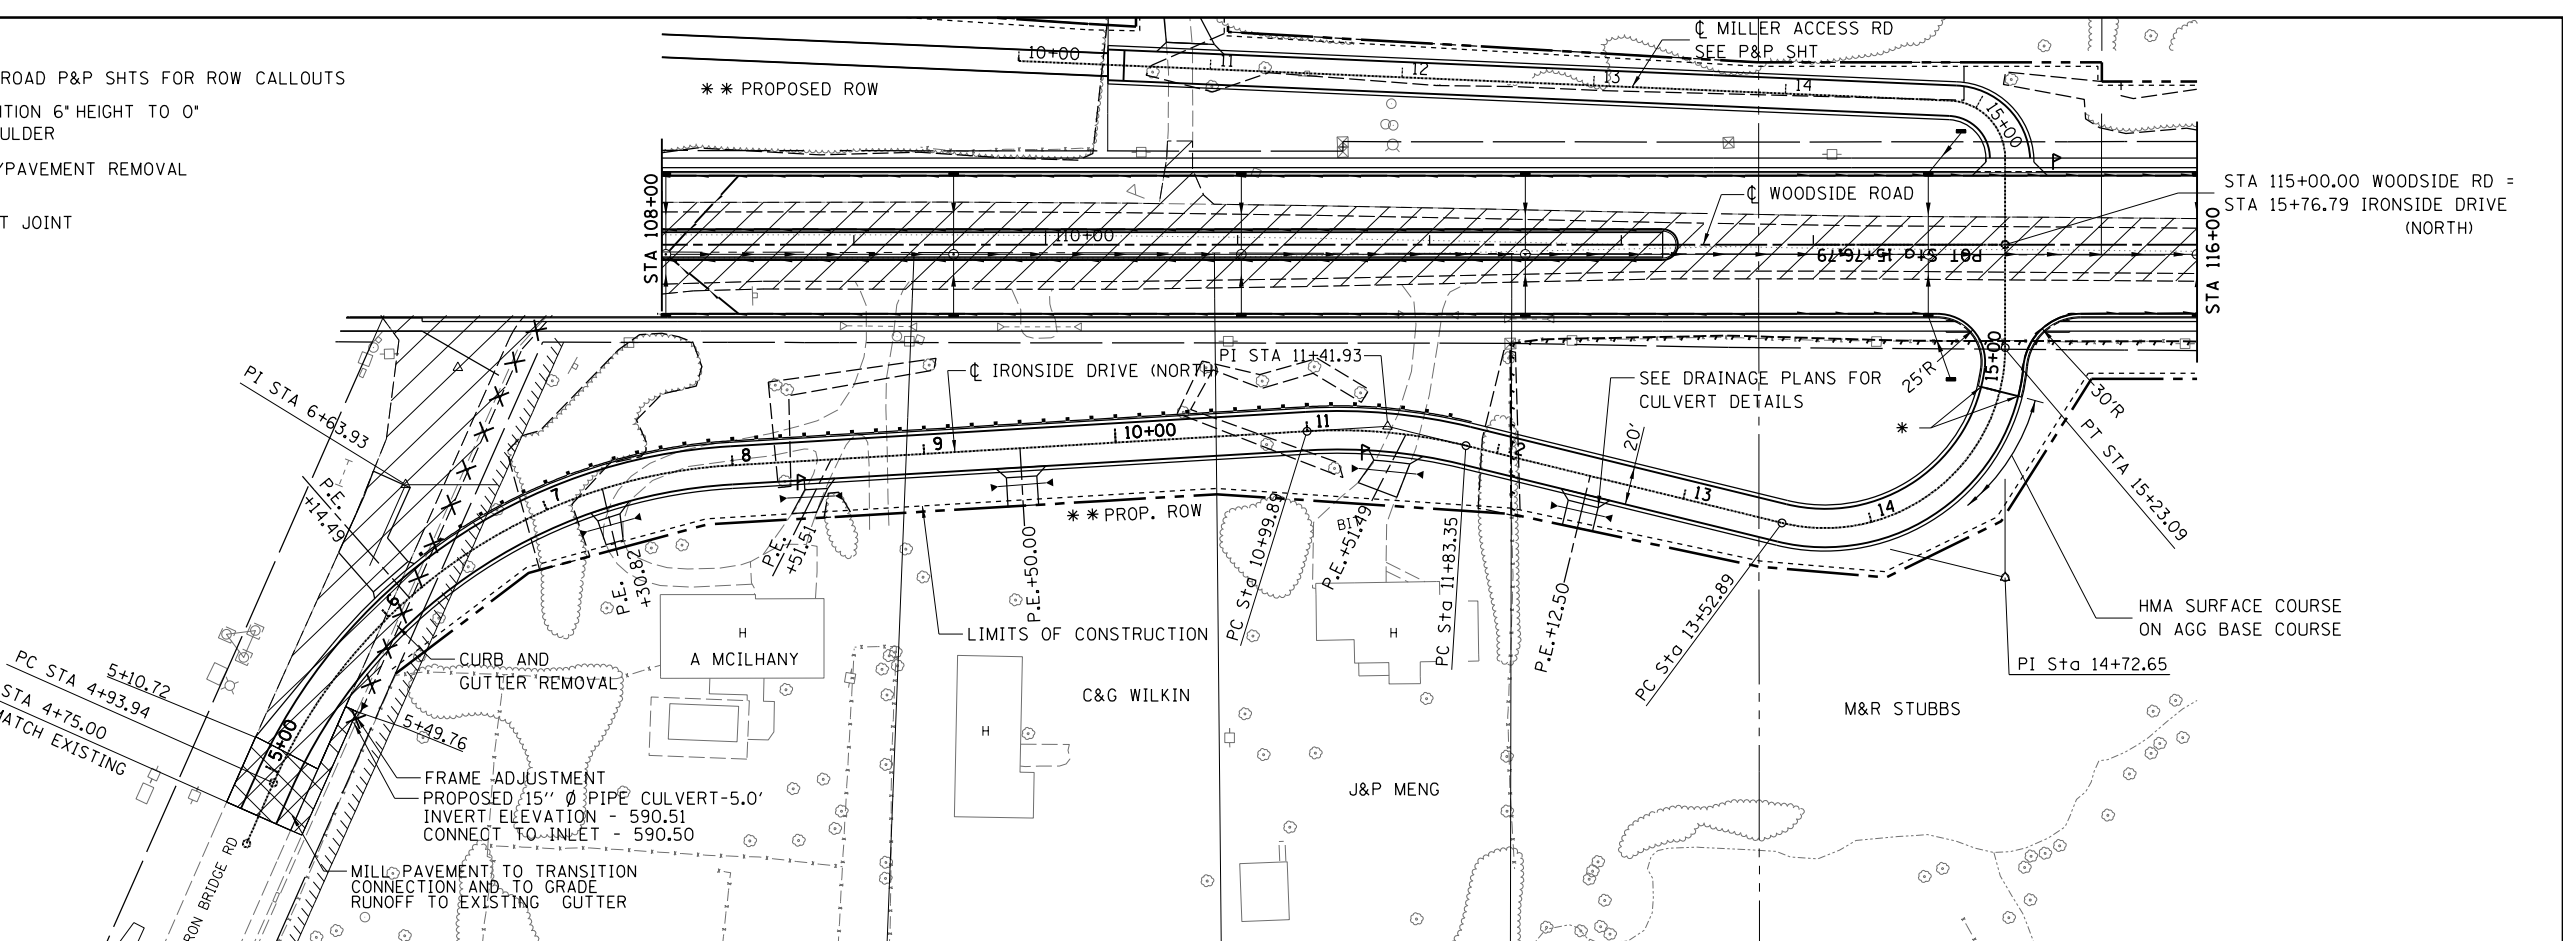 ROAD P&P SHTS FOR ROW CALLOUTS
6" HEIGHT TO 0"
PAVEMENT REMOVAL
JOINT
℄ MILLER ACCESS RD
SEE P&P SHT
10+00
11
12
13
14
15+00
** PROPOSED ROW
STA 108+00
110+00
℄ WOODSIDE ROAD
POT Sta 15+76.79
STA 116+00
STA 115+00.00 WOODSIDE RD =
STA 15+76.79 IRONSIDE DRIVE
(NORTH)
PI STA 6+63.93
P.E.
+14.49
℄ IRONSIDE DRIVE (NORTH)
PI STA 11+41.93
SEE DRAINAGE PLANS FOR
CULVERT DETAILS
25'R
15+00
30'R
*
PT STA 15+23.09
20'
6
7
8
9
10+00
11
12
13
14
P.E.
+30.82
P.E.
+51.51
P.E.+50.00
** PROP. ROW
PC Sta 10+99.87
P.E.+51.49
PC Sta 11+83.35
P.E.+12.50
PC Sta 13+52.89
HMA SURFACE COURSE
ON AGG BASE COURSE
PI Sta 14+72.65
LIMITS OF CONSTRUCTION
CURB AND
GUTTER REMOVAL
H
A MCILHANY
H
C&G WILKIN
H
J&P MENG
M&R STUBBS
5+10.72
PC STA 4+93.94
STA 4+75.00
MATCH EXISTING
5+00
5+49.76
FRAME ADJUSTMENT
PROPOSED 15'' Ø PIPE CULVERT-5.0'
INVERT ELEVATION - 590.51
CONNECT TO INLET - 590.50
MILL PAVEMENT TO TRANSITION
CONNECTION AND TO GRADE
RUNOFF TO EXISTING GUTTER
BRIDGE RD